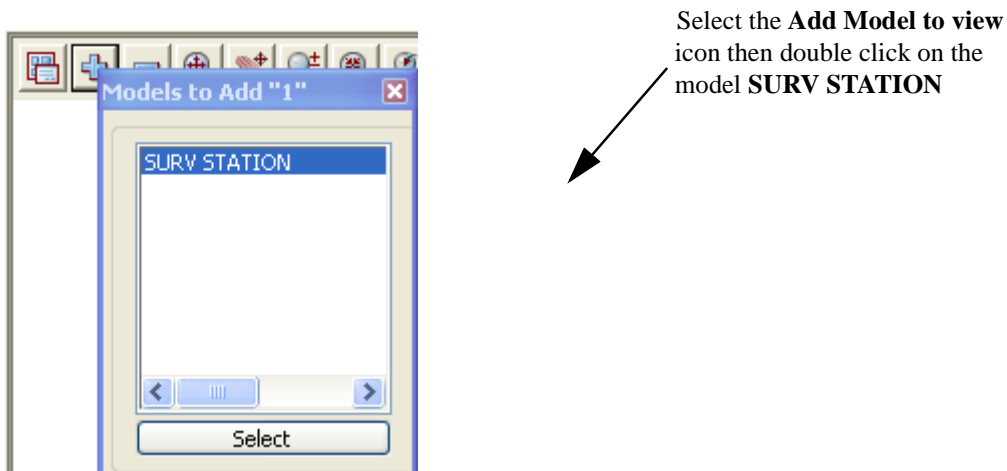 Select the Add Model to view
icon then double click on the
model SURV STATION
Models to Add "1"
SURV STATION
Select